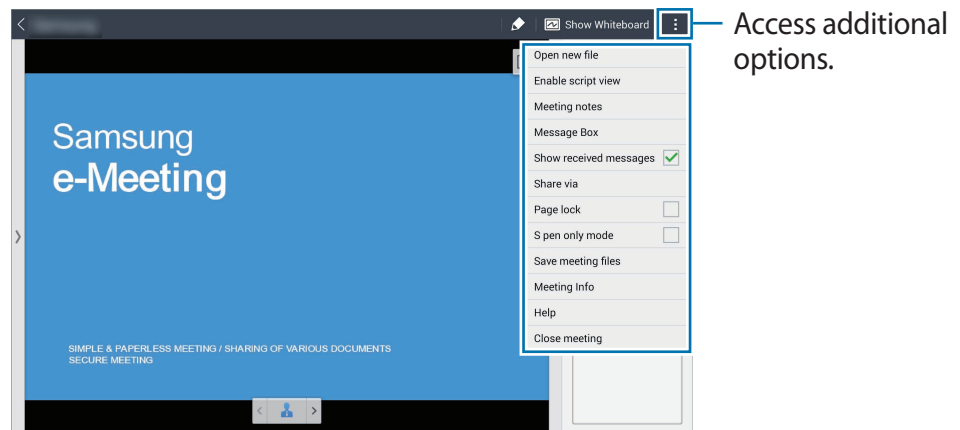 Show Whiteboard
Access additional
options.
Open new file
Enable script view
Meeting notes
Message Box
Show received messages
Share via
Page lock
S pen only mode
Save meeting files
Meeting Info
Help
Close meeting
Samsung
e-Meeting
SIMPLE & PAPERLESS MEETING / SHARING OF VARIOUS DOCUMENTS
SECURE MEETING